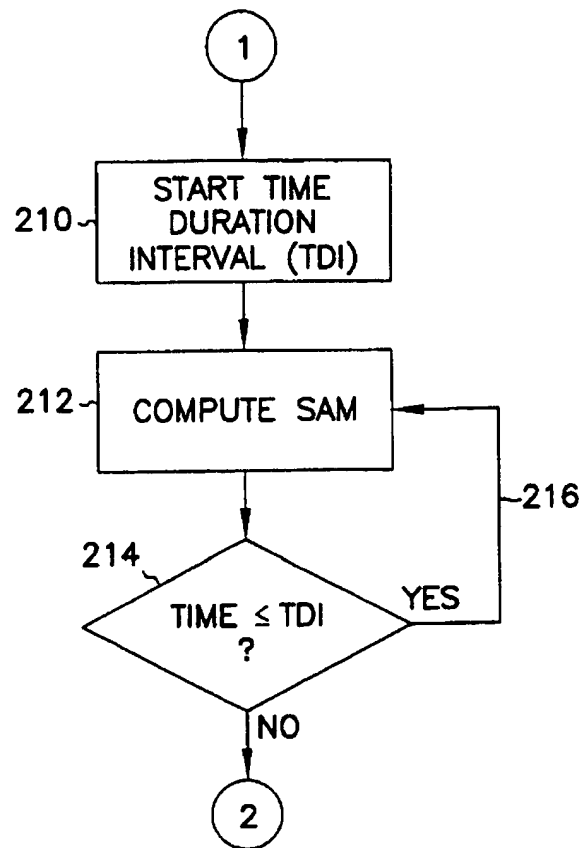 1
START TIME
DURATION
INTERVAL (TDI)
210
COMPUTE SAM
212
216
214
TIME ≤ TDI
?
YES
NO
2